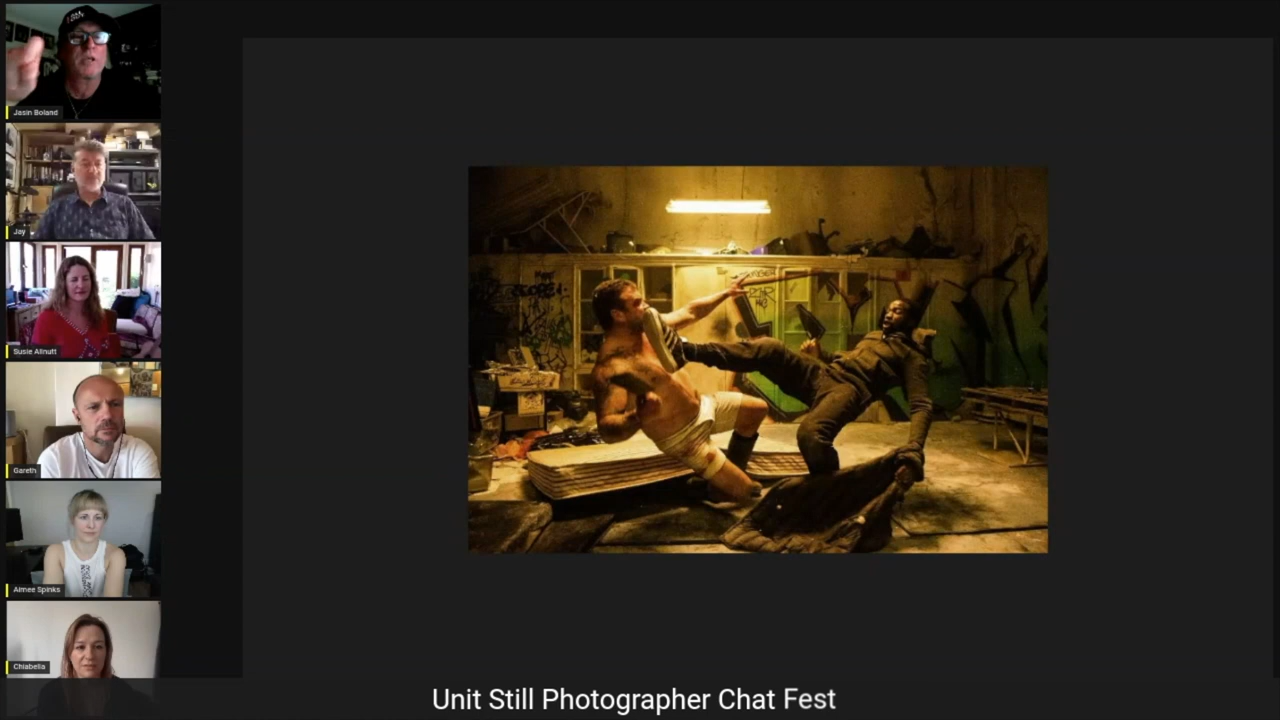 Jasin Boland
Jay
Susie Allnutt
Gareth
Aimee Spinks
Chiabella
Unit Still Photographer Chat Fest